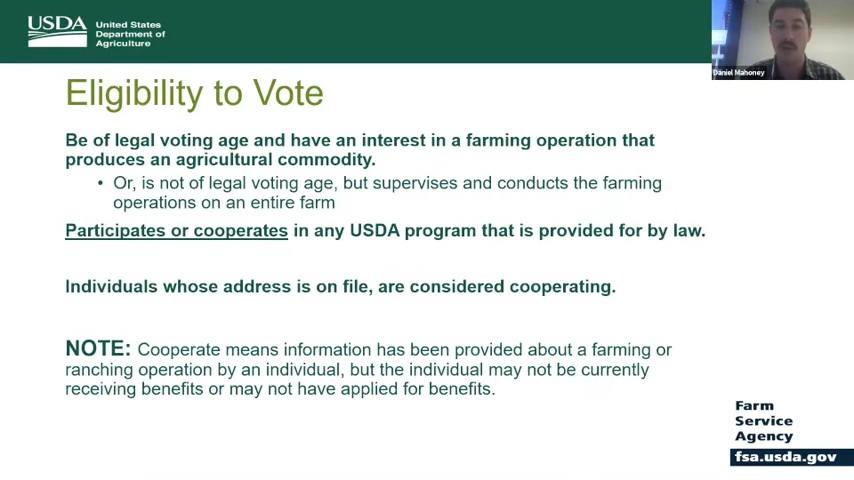 USDA
United States
Department of
Agriculture
Daniel Mahoney
Eligibility to Vote
Be of legal voting age and have an interest in a farming operation that
produces an agricultural commodity.
• Or, is not of legal voting age, but supervises and conducts the farming
operations on an entire farm
Participates or cooperates in any USDA program that is provided for by law.
Individuals whose address is on file, are considered cooperating.
NOTE: Cooperate means information has been provided about a farming or
ranching operation by an individual, but the individual may not be currently
receiving benefits or may not have applied for benefits.
Farm
Service
Agency
fsa.usda.gov